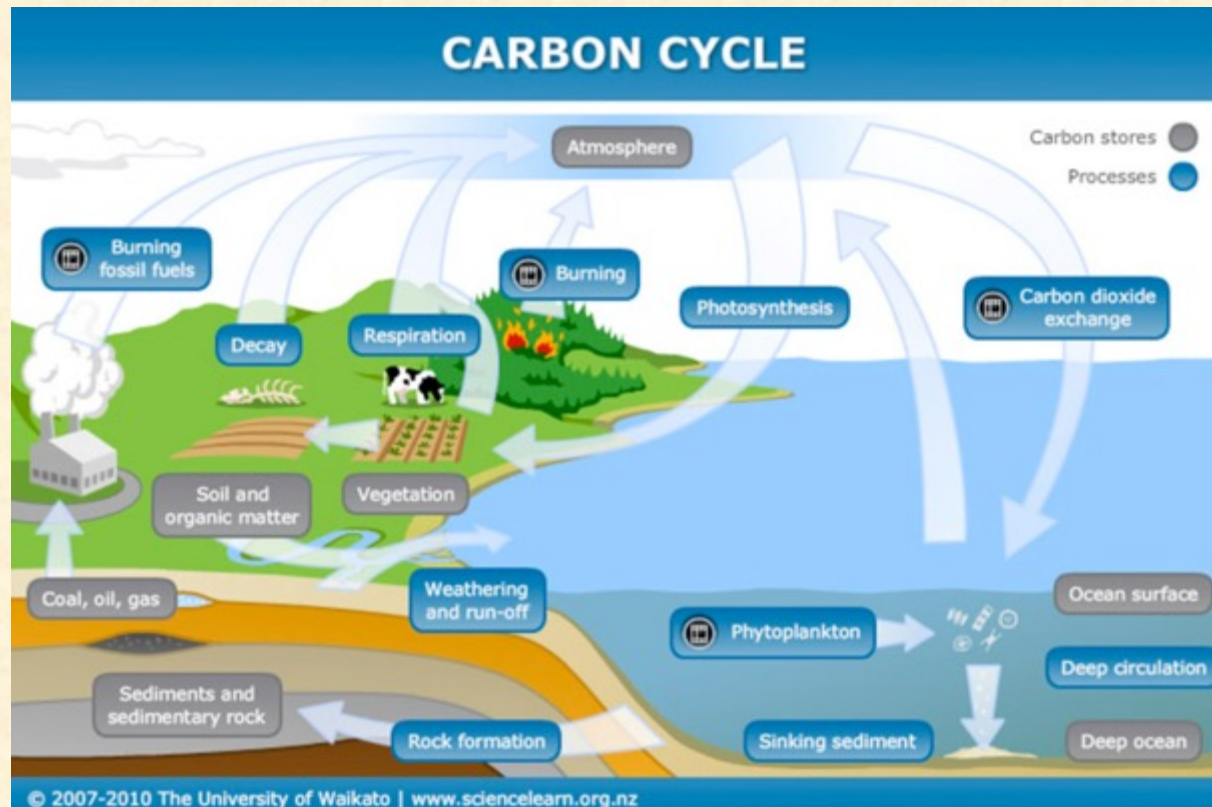 CARBON CYCLE
Atmosphere
Carbon stores
Processes
Burning
fossil fuels
Burning
Carbon dioxide
exchange
Photosynthesis
Decay
Respiration
Soil and
organic matter
Vegetation
Coal, oil, gas
Weathering
and run-off
Ocean surface
Phytoplankton
Deep circulation
Sediments and
sedimentary rock
Rock formation
Sinking sediment
Deep ocean
© 2007-2010 The University of Waikato | www.sciencelearn.org.nz